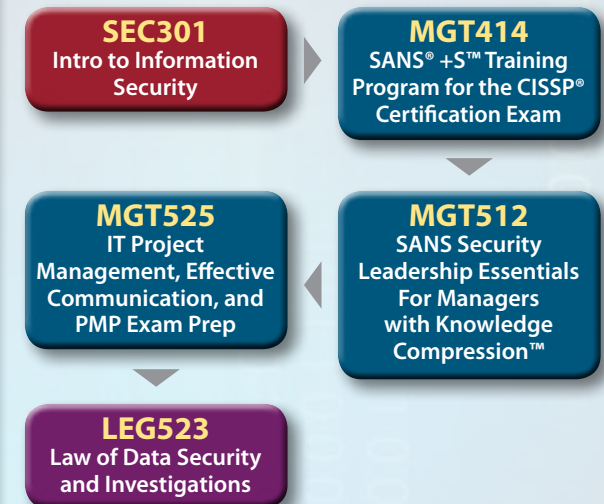 SEC301
Intro to Information
Security
MGT414
SANS® +S™ Training
Program for the CISSP®
Certification Exam
MGT512
SANS Security
Leadership Essentials
For Managers
with Knowledge
Compression™
MGT525
IT Project
Management, Effective
Communication, and
PMP Exam Prep
LEG523
Law of Data Security
and Investigations